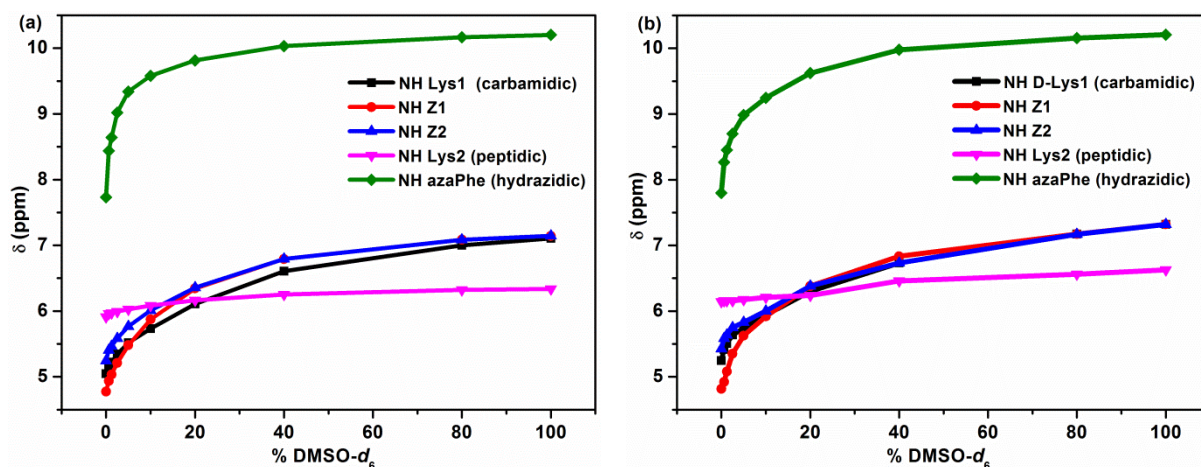 (a)
NH Lys1 (carbamidic)
NH Z1
NH Z2
NH Lys2 (peptidic)
NH azaPhe (hydrazidic)
δ (ppm)
10
9
8
7
6
5
0 20 40 60 80 100
% DMSO-d6
(b)
NH D-Lys1 (carbamidic)
NH Z1
NH Z2
NH Lys2 (peptidic)
NH azaPhe (hydrazidic)
δ (ppm)
10
9
8
7
6
5
0 20 40 60 80 100
% DMSO-d6